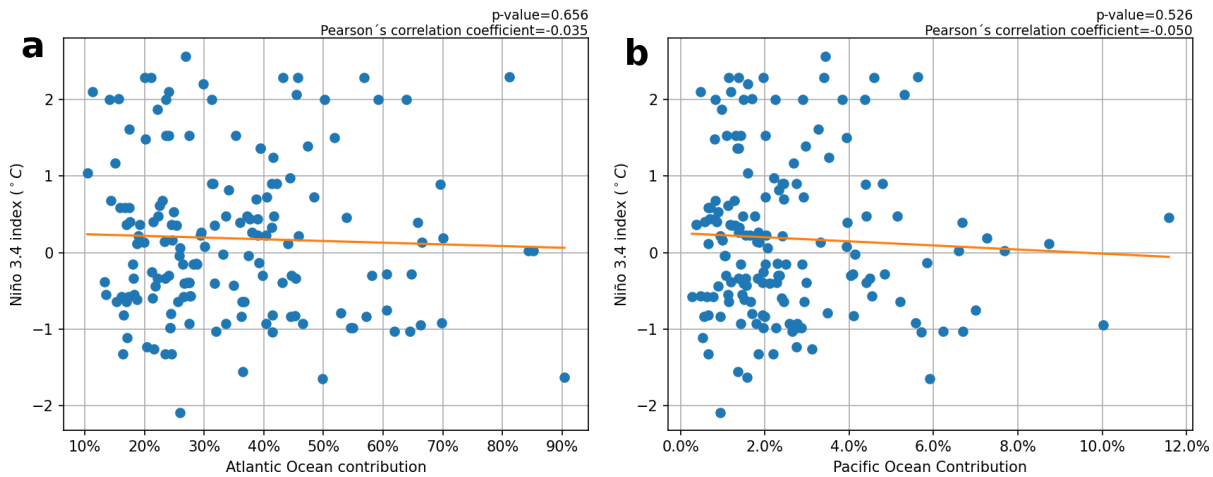 p-value=0.656
Pearson´s correlation coefficient=-0.035
a
2
1
0
−1
−2
Niño 3.4 index (°C)
10% 20% 30% 40% 50% 60% 70% 80% 90%
Atlantic Ocean contribution
p-value=0.526
Pearson´s correlation coefficient=-0.050
b
2
1
0
−1
−2
Niño 3.4 index (°C)
0.0% 2.0% 4.0% 6.0% 8.0% 10.0% 12.0%
Pacific Ocean Contribution